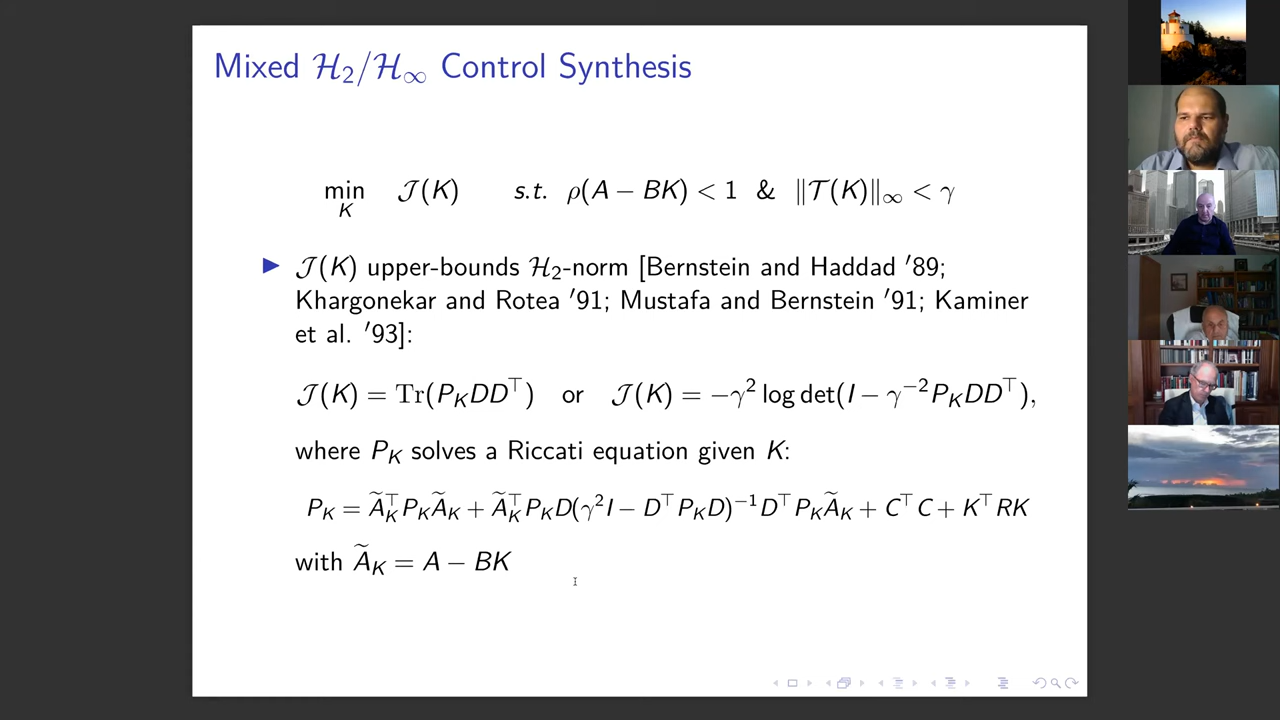 Mixed ℋ₂/ℋ∞ Control Synthesis
min_K 𝒥(K) s.t. ρ(A − BK) < 1 & ‖𝒯(K)‖∞ < γ
▶ 𝒥(K) upper-bounds ℋ₂-norm [Bernstein and Haddad '89;
Khargonekar and Rotea '91; Mustafa and Bernstein '91; Kaminer
et al. '93]:
𝒥(K) = Tr(P_K DD^⊤) or 𝒥(K) = −γ² log det(I − γ⁻² P_K DD^⊤),
where P_K solves a Riccati equation given K:
P_K = Ã_K^⊤ P_K Ã_K + Ã_K^⊤ P_K D(γ² I − D^⊤ P_K D)⁻¹ D^⊤ P_K Ã_K + C^⊤ C + K^⊤ RK
with Ã_K = A − BK